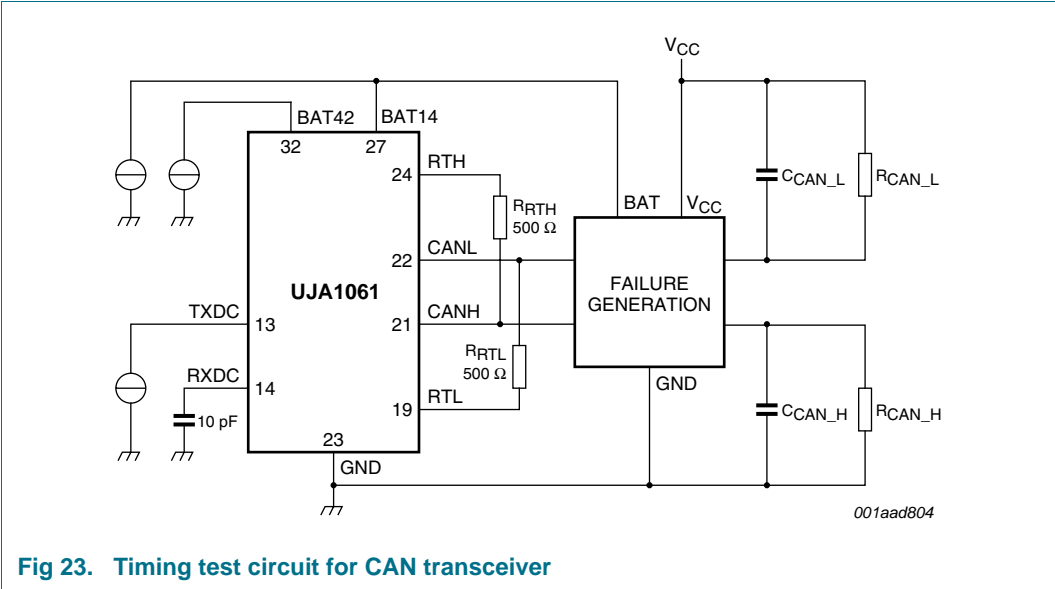 VCC
BAT42
BAT14
32
27
24
RTH
RRTH
500 Ω
BAT
VCC
CCAN_L
RCAN_L
22
CANL
UJA1061
FAILURE
GENERATION
TXDC
13
21
CANH
RXDC
14
RRTL
500 Ω
10 pF
19
RTL
GND
CCAN_H
RCAN_H
23
GND
001aad804
Fig 23. Timing test circuit for CAN transceiver